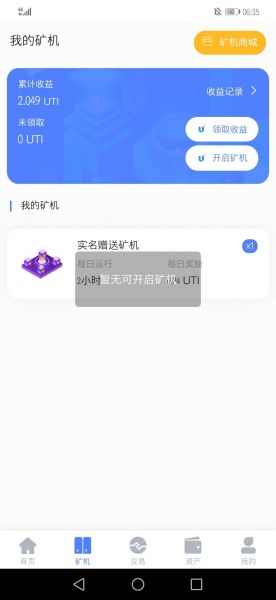 06:35
我的矿机
矿机商城
累计收益
2.049 UTI
收益记录
未领取
0 UTI
领取收益
开启矿机
我的矿机
实名赠送矿机
x1
每日运行
每日奖励
2小时
UTI
暂无可开启矿机
首页
矿机
交易
资产
我的